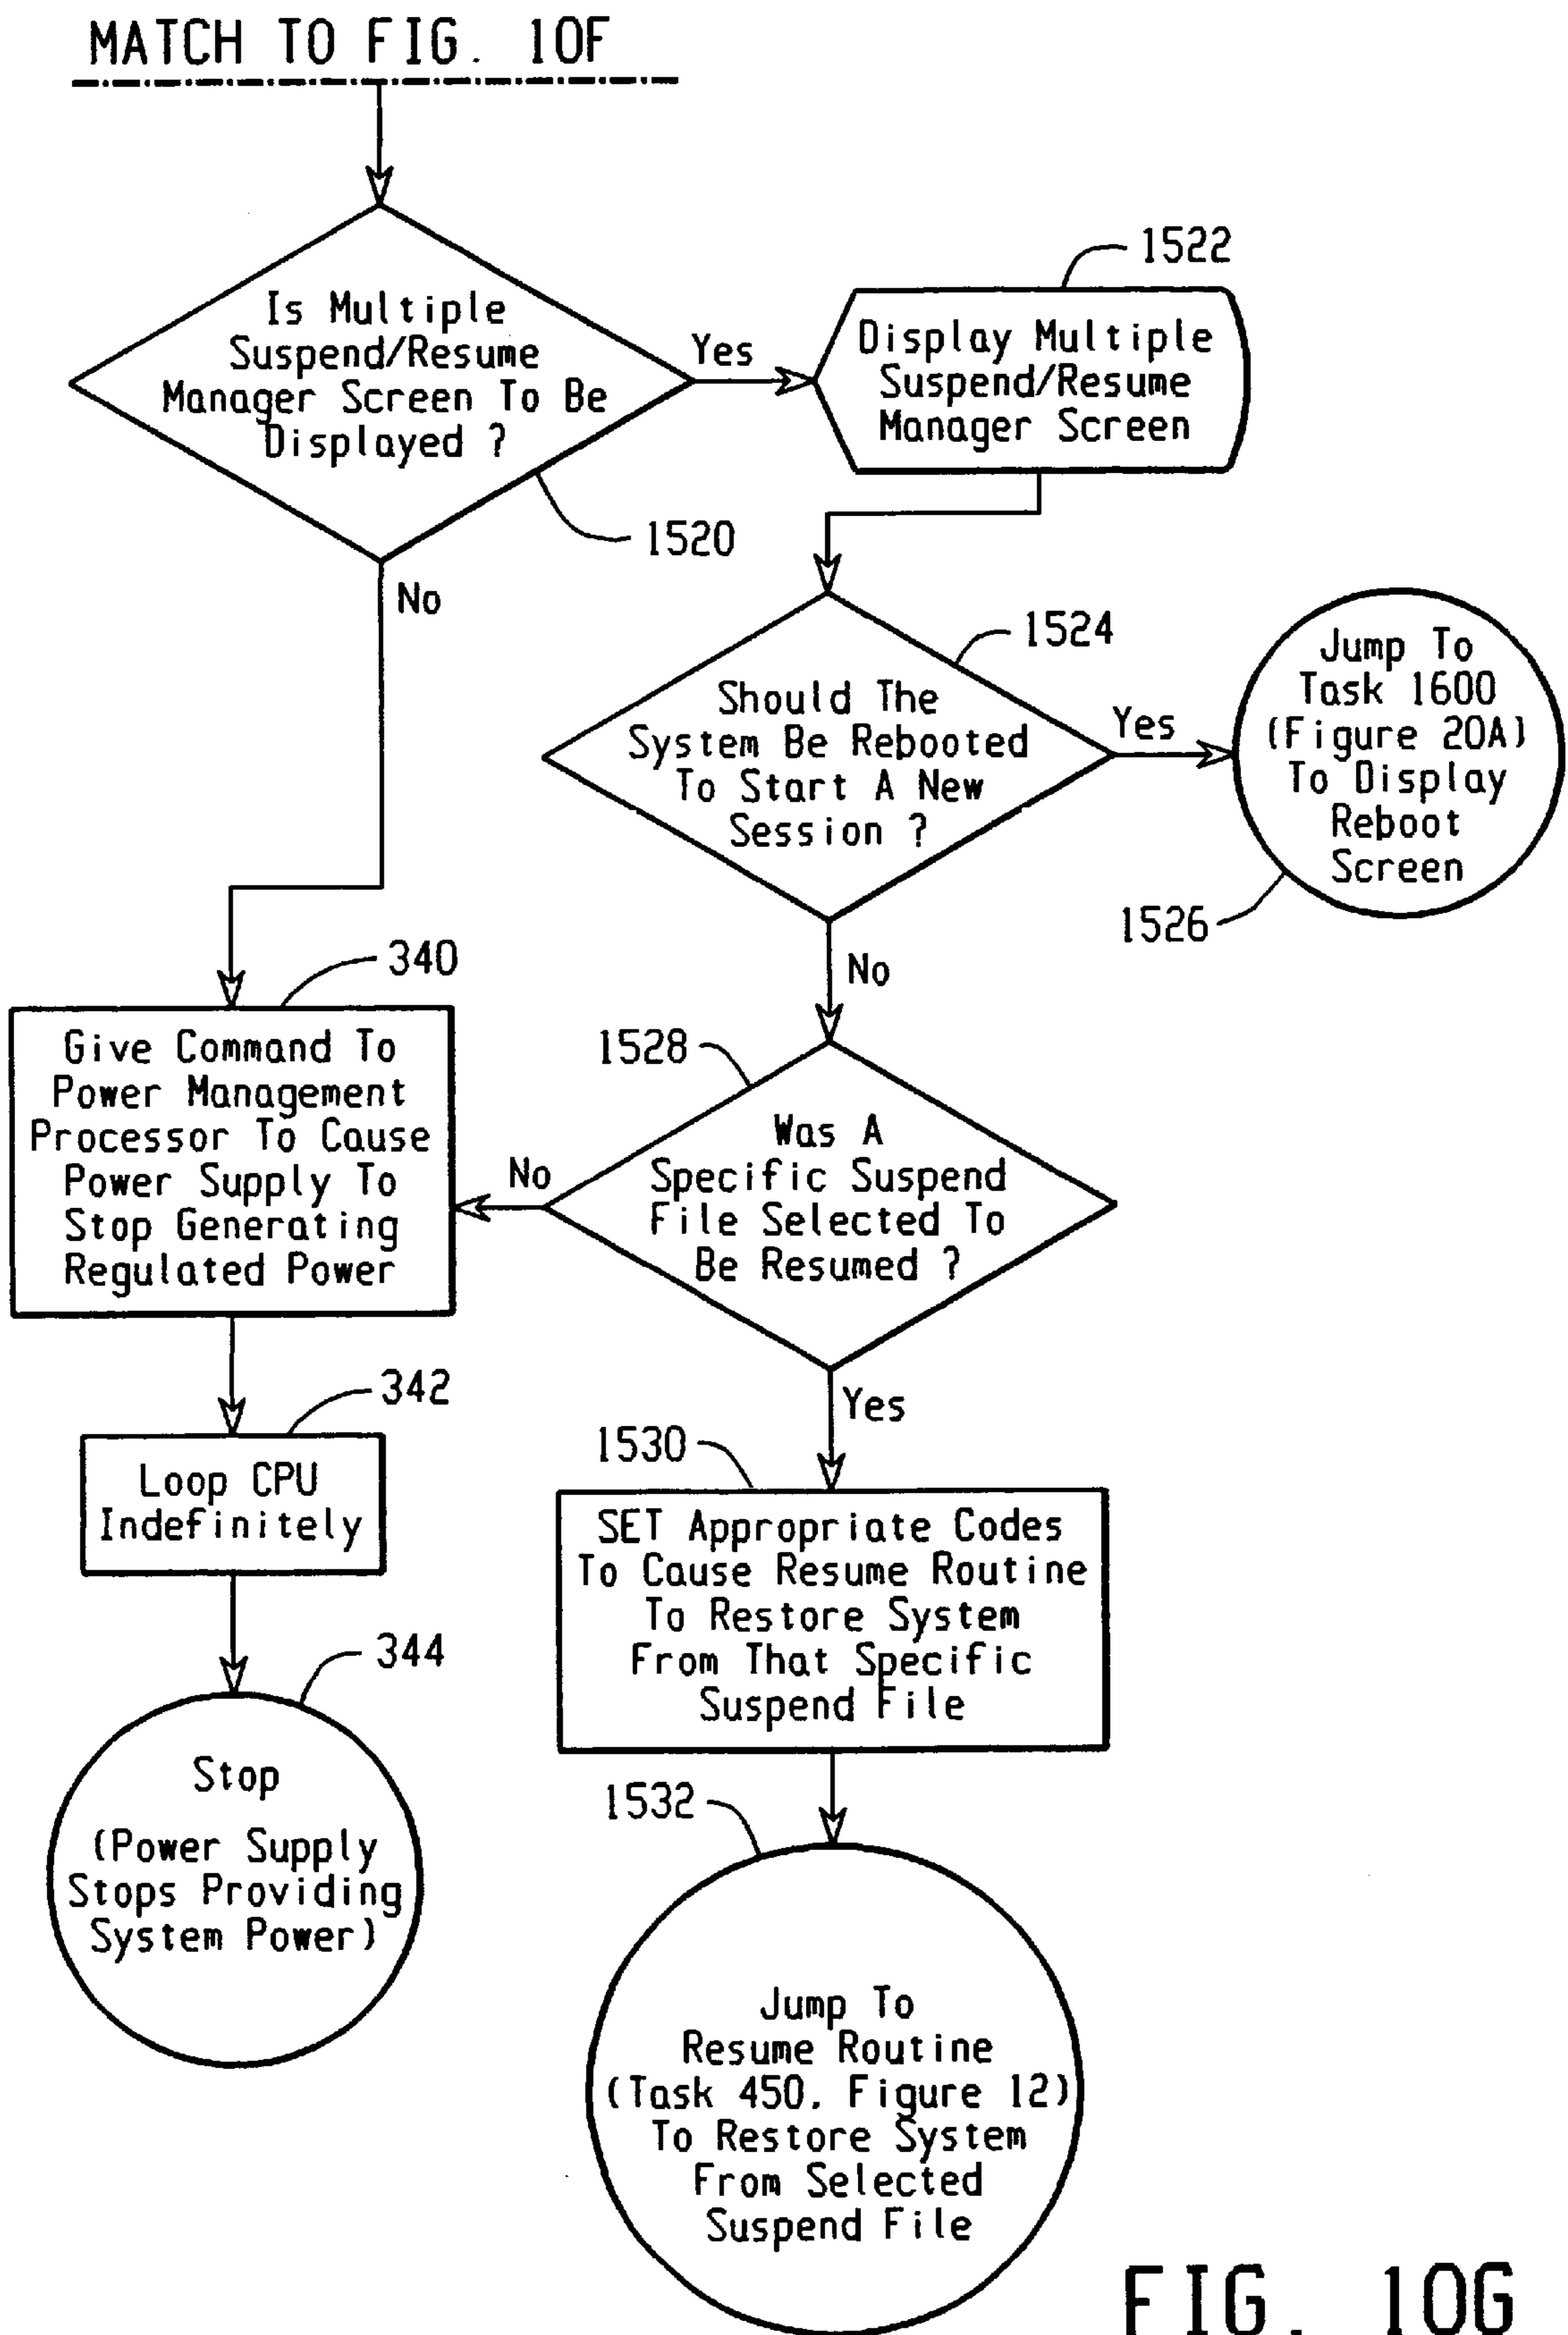 MATCH TO FIG. 10F
Is Multiple
Suspend/Resume
Manager Screen To Be
Displayed ?
1520
Yes
No
1522
Display Multiple
Suspend/Resume
Manager Screen
1524
Should The
System Be Rebooted
To Start A New
Session ?
Yes
No
Jump To
Task 1600
(Figure 20A)
To Display
Reboot
Screen
1526
340
Give Command To
Power Management
Processor To Cause
Power Supply To
Stop Generating
Regulated Power
1528
Was A
Specific Suspend
File Selected To
Be Resumed ?
No
Yes
342
Loop CPU
Indefinitely
1530
SET Appropriate Codes
To Cause Resume Routine
To Restore System
From That Specific
Suspend File
344
Stop
(Power Supply
Stops Providing
System Power)
1532
Jump To
Resume Routine
(Task 450, Figure 12)
To Restore System
From Selected
Suspend File
FIG. 10G